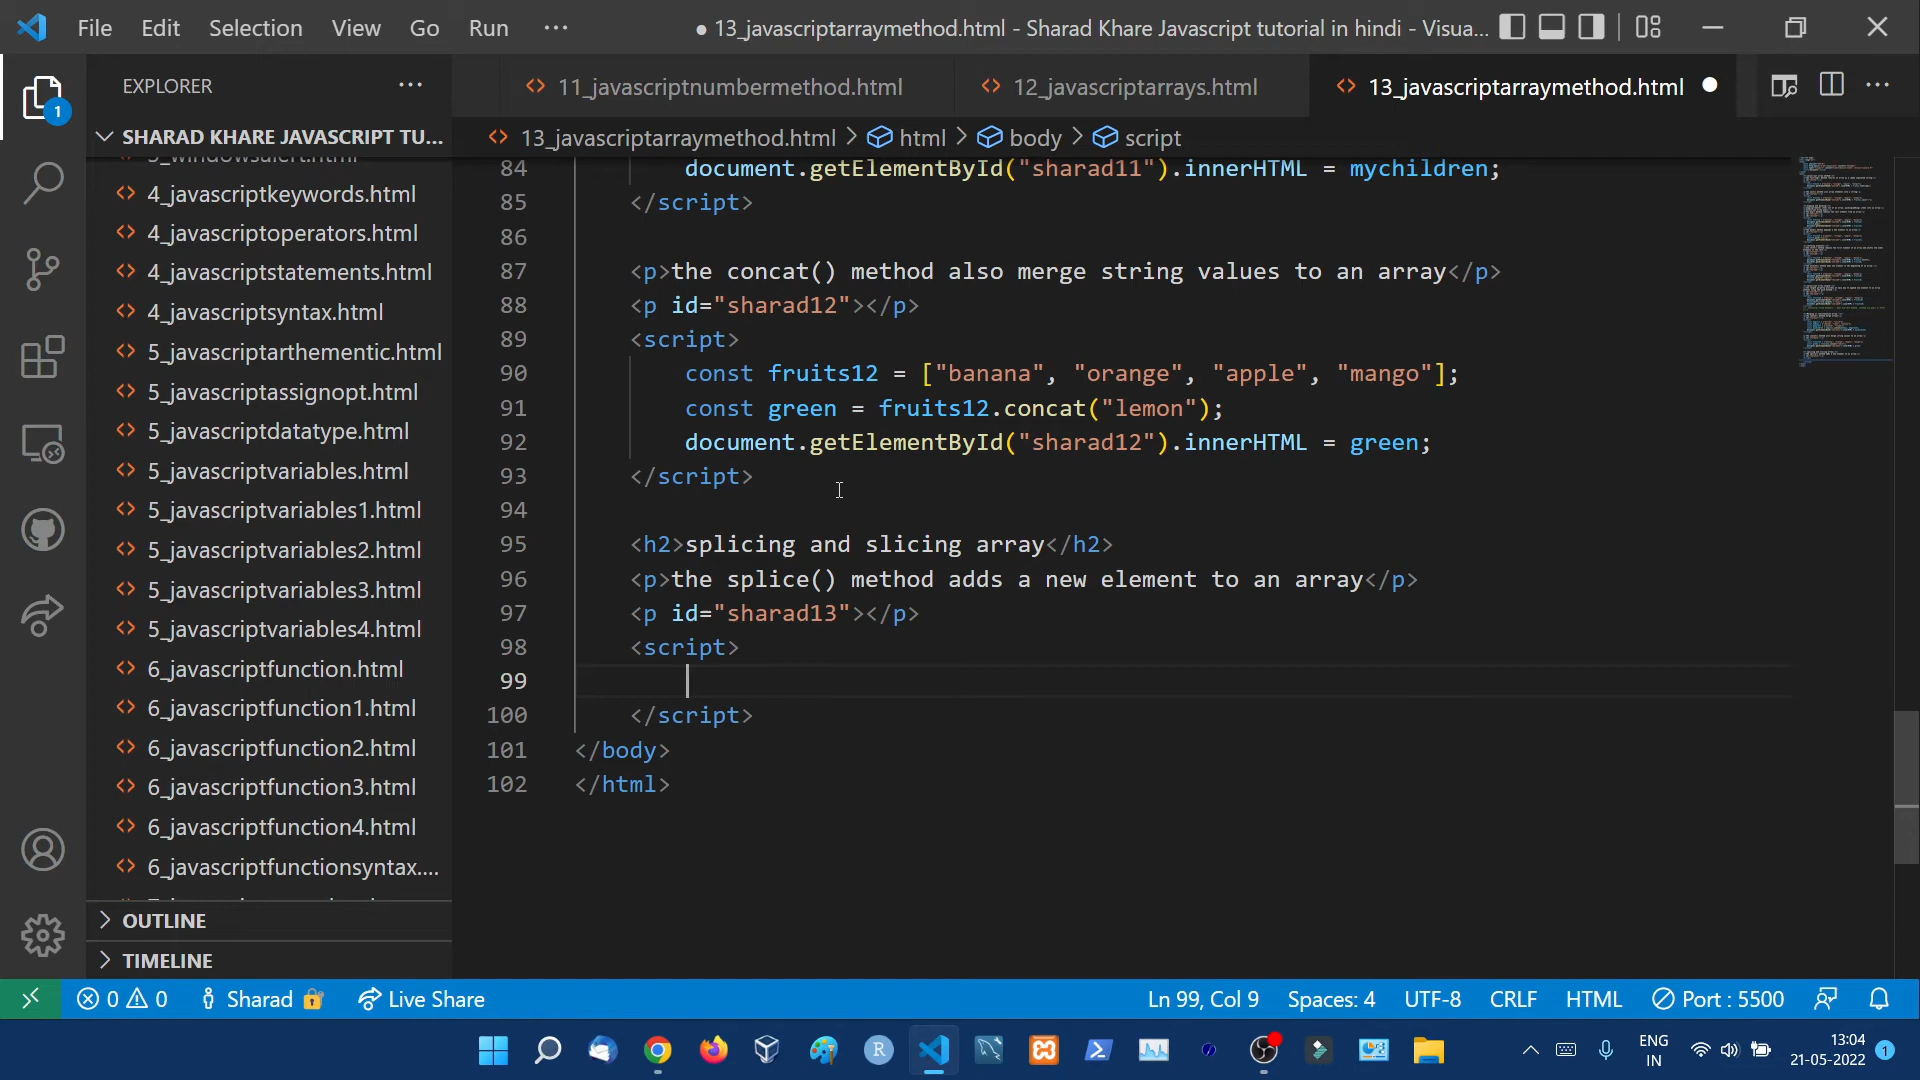 File Edit Selection View Go Run ···
● 13_javascriptarraymethod.html - Sharad Khare Javascript tutorial in hindi - Visua...
EXPLORER
11_javascriptnumbermethod.html
12_javascriptarrays.html
13_javascriptarraymethod.html
SHARAD KHARE JAVASCRIPT TU...
13_javascriptarraymethod.html > html > body > script
1
4_javascriptkeywords.html
4_javascriptoperators.html
4_javascriptstatements.html
4_javascriptsyntax.html
5_javascriptarthementic.html
5_javascriptassignopt.html
5_javascriptdatatype.html
5_javascriptvariables.html
5_javascriptvariables1.html
5_javascriptvariables2.html
5_javascriptvariables3.html
5_javascriptvariables4.html
6_javascriptfunction.html
6_javascriptfunction1.html
6_javascriptfunction2.html
6_javascriptfunction3.html
6_javascriptfunction4.html
6_javascriptfunctionsyntax....
OUTLINE
TIMELINE
84 document.getElementById("sharad11").innerHTML = mychildren;
85 </script>
86
87 <p>the concat() method also merge string values to an array</p>
88 <p id="sharad12"></p>
89 <script>
90 const fruits12 = ["banana", "orange", "apple", "mango"];
91 const green = fruits12.concat("lemon");
92 document.getElementById("sharad12").innerHTML = green;
93 </script>
94
95 <h2>splicing and slicing array</h2>
96 <p>the splice() method adds a new element to an array</p>
97 <p id="sharad13"></p>
98 <script>
99
100 </script>
101 </body>
102 </html>
0 0 Sharad Live Share Ln 99, Col 9 Spaces: 4 UTF-8 CRLF HTML Port : 5500
ENG
IN
13:04
21-05-2022
1